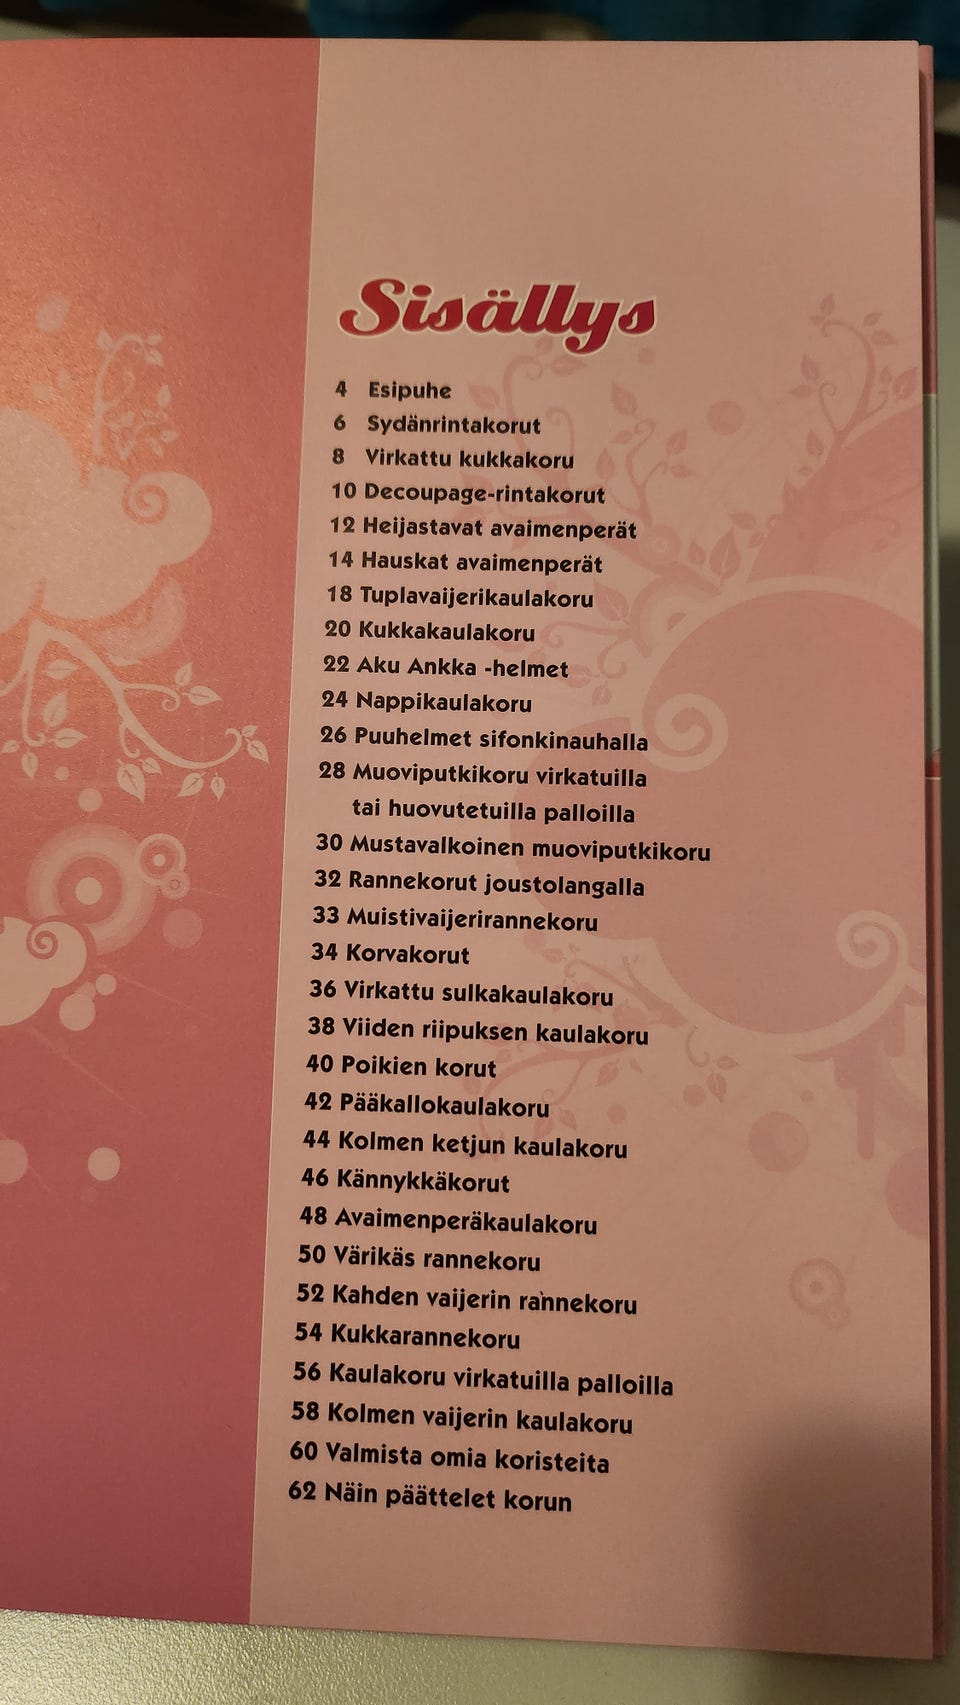 Sisällys
4 Esipuhe
6 Sydänrintakorut
8 Virkattu kukkakoru
10 Decoupage-rintakorut
12 Heijastavat avaimenperät
14 Hauskat avaimenperät
18 Tuplavaijerikaulakoru
20 Kukkakaulakoru
22 Aku Ankka -helmet
24 Nappikaulakoru
26 Puuhelmet sifonkinauhalla
28 Muoviputkikoru virkatuilla
tai huovutetuilla palloilla
30 Mustavalkoinen muoviputkikoru
32 Rannekorut joustolangalla
33 Muistivaijerirannekoru
34 Korvakorut
36 Virkattu sulkakaulakoru
38 Viiden riipuksen kaulakoru
40 Poikien korut
42 Pääkallokaulakoru
44 Kolmen ketjun kaulakoru
46 Kännykkäkorut
48 Avaimenperäkaulakoru
50 Värikäs rannekoru
52 Kahden vaijerin rannekoru
54 Kukkarannekoru
56 Kaulakoru virkatuilla palloilla
58 Kolmen vaijerin kaulakoru
60 Valmista omia koristeita
62 Näin päättelet korun